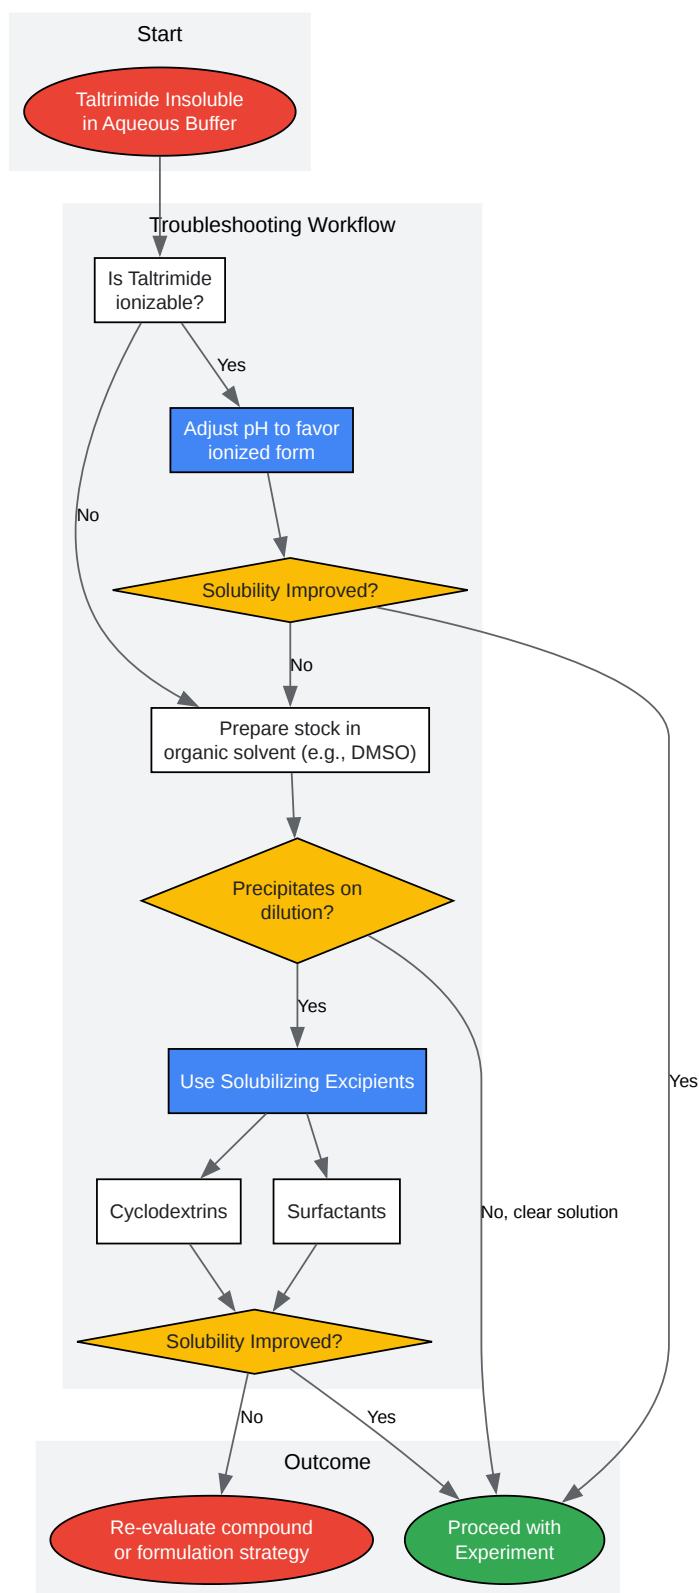 Start
Taltrimide Insoluble
in Aqueous Buffer
Troubleshooting Workflow
Is Taltrimide
ionizable?
Yes
Adjust pH to favor
ionized form
No
Solubility Improved?
No
Prepare stock in
organic solvent (e.g., DMSO)
Precipitates on
dilution?
Yes
Use Solubilizing Excipients
Yes
Cyclodextrins
Surfactants
No, clear solution
Solubility Improved?
No
Yes
Outcome
Re-evaluate compound
or formulation strategy
Proceed with
Experiment